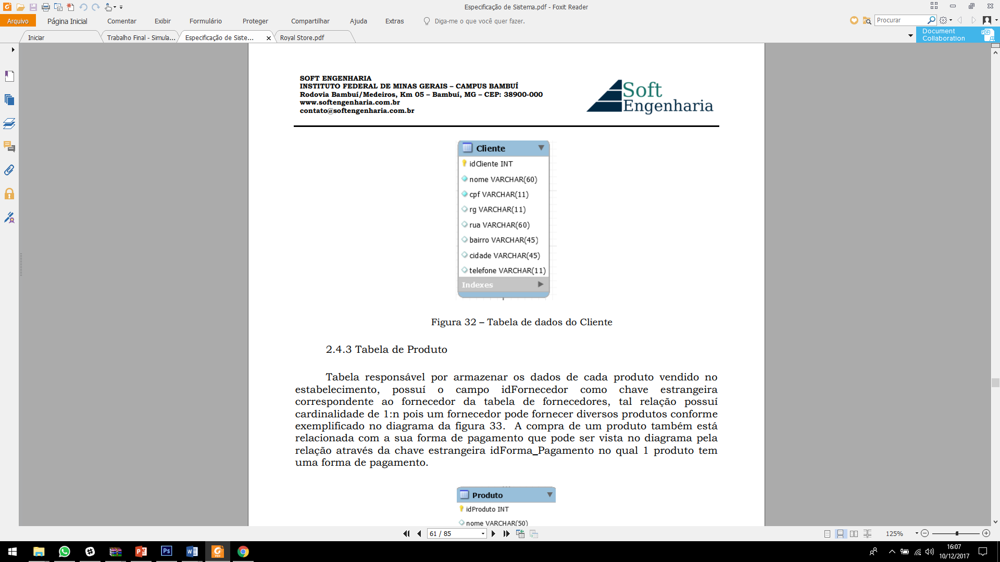 Especificação de Sistema.pdf - Foxit Reader
Arquivo
Página Inicial
Comentar
Exibir
Formulário
Proteger
Compartilhar
Ajuda
Extras
Diga-me o que você quer fazer.
Procurar
Iniciar
Trabalho Final - Simula...
Especificação de Siste...
Royal Store.pdf
Document
Collaboration
PDF
SOFT ENGENHARIA
INSTITUTO FEDERAL DE MINAS GERAIS – CAMPUS BAMBUÍ
Rodovia Bambuí/Medeiros, Km 05 – Bambuí, MG – CEP: 38900-000
www.softengenharia.com.br
contato@softengenharia.com.br
Soft
Engenharia
Cliente
idCliente INT
nome VARCHAR(60)
cpf VARCHAR(11)
rg VARCHAR(11)
rua VARCHAR(60)
bairro VARCHAR(45)
cidade VARCHAR(45)
telefone VARCHAR(11)
Indexes
Figura 32 – Tabela de dados do Cliente
2.4.3 Tabela de Produto
Tabela responsável por armazenar os dados de cada produto vendido no
estabelecimento, possuí o campo idFornecedor como chave estrangeira
correspondente ao fornecedor da tabela de fornecedores, tal relação possuí
cardinalidade de 1:n pois um fornecedor pode fornecer diversos produtos conforme
exemplificado no diagrama da figura 33. A compra de um produto também está
relacionada com a sua forma de pagamento que pode ser vista no diagrama pela
relação através da chave estrangeira idForma_Pagamento no qual 1 produto tem
uma forma de pagamento.
Produto
idProduto INT
nome VARCHAR(50)
61 / 85
125%
16:07
10/12/2017